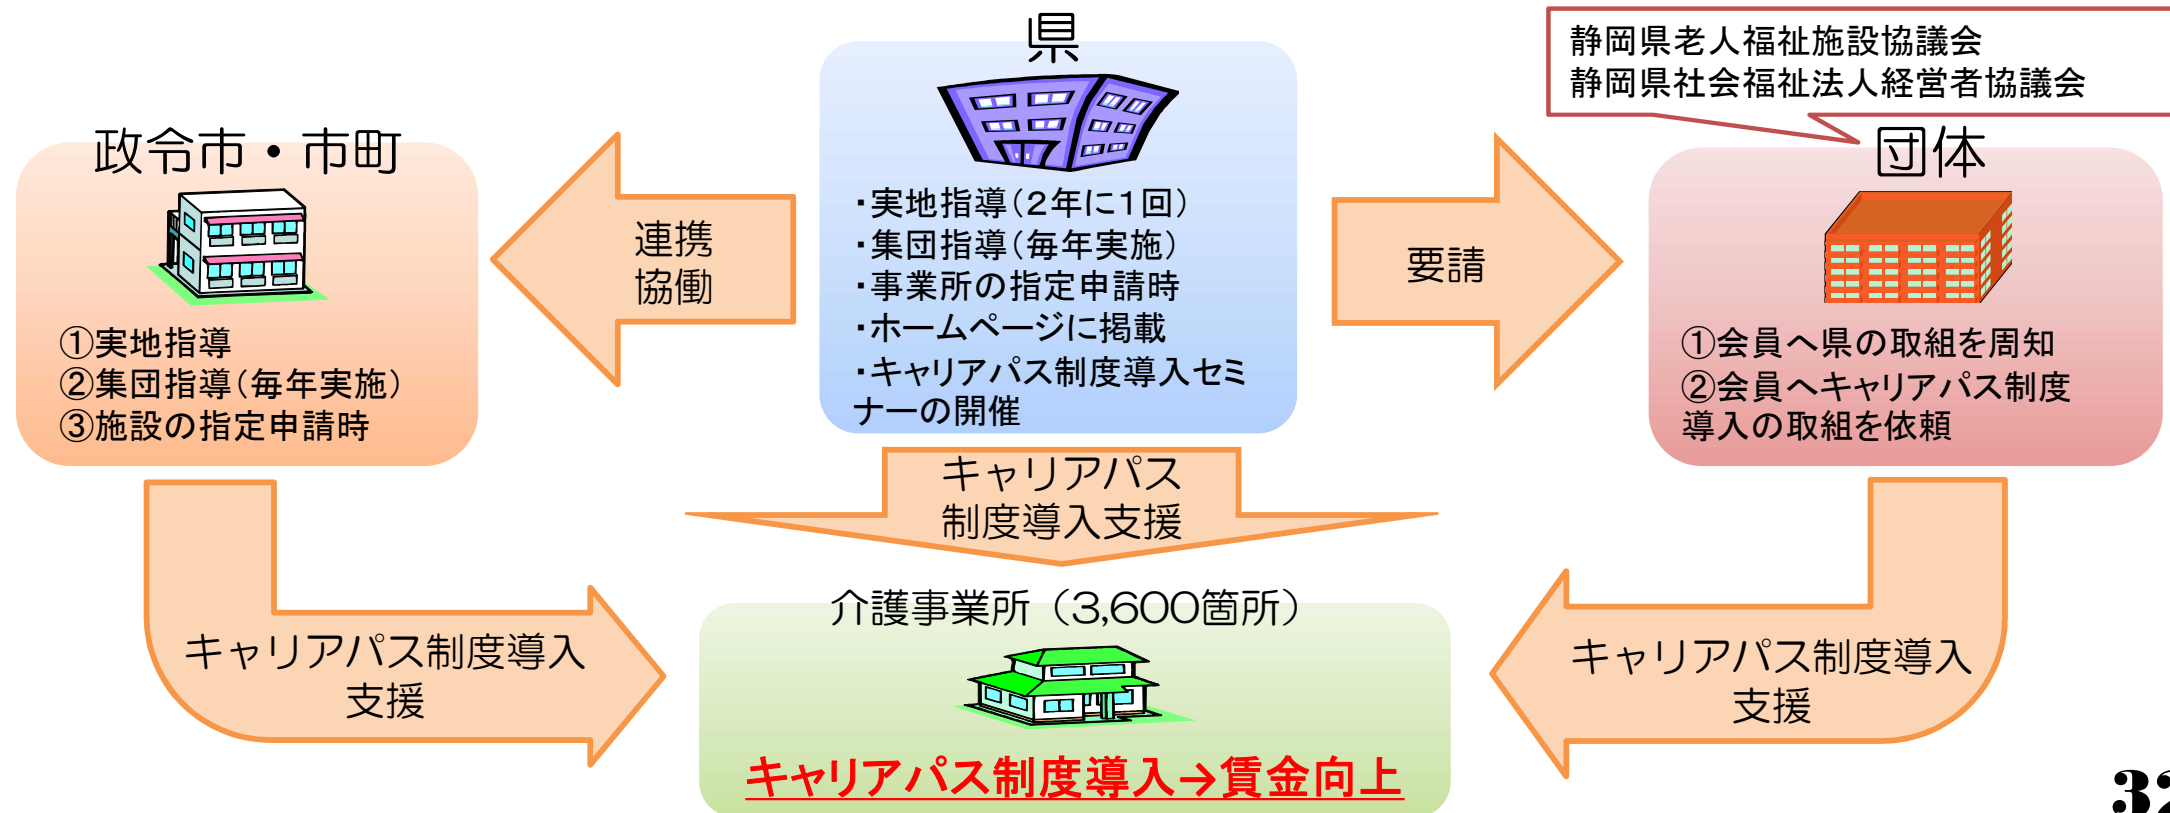 県
・実地指導（２年に１回）
・集団指導（毎年実施）
・事業所の指定申請時
・ホームページに掲載
・キャリアパス制度導入セミ
ナーの開催
政令市・市町
①実地指導
②集団指導（毎年実施）
③施設の指定申請時
連携
協働
要請
静岡県老人福祉施設協議会
静岡県社会福祉法人経営者協議会
団体
①会員へ県の取組を周知
②会員へキャリアパス制度
導入の取組を依頼
キャリアパス
制度導入支援
キャリアパス制度導入
支援
キャリアパス制度導入
支援
介護事業所（3,600箇所）
キャリアパス制度導入→賃金向上
32